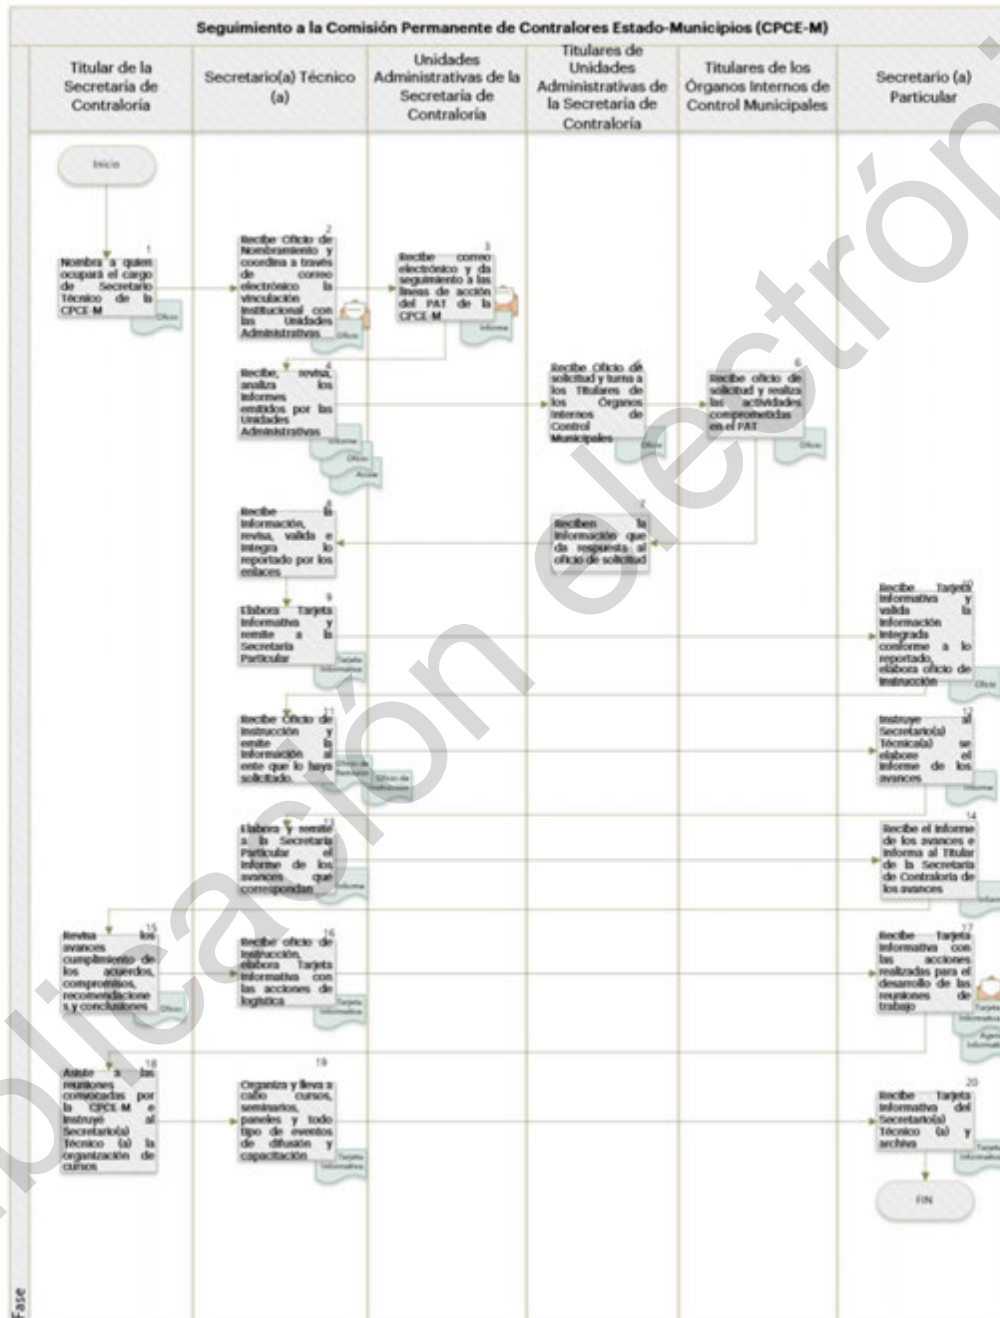 Seguimiento a la Comisión Permanente de Contralores Estado-Municipios (CPCE-M)
Titular de la
Secretaría de
Contraloría
Secretario(a) Técnico
(a)
Unidades
Administrativas de la
Secretaría de
Contraloría
Titulares de
Unidades
Administrativas de
la Secretaría de
Contraloría
Titulares de los
Órganos Internos de
Control Municipales
Secretario (a)
Particular
Inicio
1
Nombra a quien
ocupará el cargo
de Secretario
Técnico de la
CPCE-M
Oficio
2
Recibe Oficio de
Nombramiento y
coordina a través
de correo
electrónico la
vinculación
Institucional con
las Unidades
Administrativas
Oficio
3
Recibe correo
electrónico y da
seguimiento a las
líneas de acción
del PAT de la
CPCE-M
Informe
4
Recibe, revisa,
analiza los
Informes
emitidos por las
Unidades
Administrativas
Informe
Oficio
Recibe Oficio de
solicitud y turna a
los Titulares de
los Órganos
Internos de
Control
Municipales
Oficio
6
Recibe oficio de
solicitud y realiza
las actividades
comprometidas
en el PAT
Oficio
7
Reciben la
Información que
da respuesta al
oficio de solicitud
8
Recibe la
Información,
revisa, valida e
Integra lo
reportado por los
enlaces
9
Elabora Tarjeta
Informativa y
remite a la
Secretaría
Particular
Tarjeta
Informativa
10
Recibe Tarjeta
Informativa y
valida la
Información
Integrada
conforme a lo
reportado,
elabora oficio de
Instrucción
Oficio
11
Recibe Oficio de
Instrucción y
emite la
Información al
ente que lo haya
solicitado.
Oficio de
Remisión
Oficio de
Instrucción
12
Instruye al
Secretario(a)
Técnica(a) se
elabore el
Informe de los
avances
Informe
13
Elabora y remite
a la Secretaría
Particular el
Informe de los
avances que
correspondan
Informe
14
Recibe el Informe
de los avances e
Informa al Titular
de la Secretaría
de Contraloría de
los avances
15
Revisa los
avances
cumplimiento de
los acuerdos,
compromisos,
recomendacione
s y conclusiones
Oficio
16
Recibe oficio de
Instrucción,
elabora Tarjeta
Informativa con
las acciones de
logística
Tarjeta
Informativa
17
Recibe Tarjeta
Informativa con
las acciones
realizadas para el
desarrollo de las
reuniones de
trabajo
Tarjeta
Informativa
Informativa
18
Asiste a las
reuniones
convocadas por
la CPCE-M e
Instruye al
Secretario(a)
Técnico (a) la
organización de
cursos
19
Organiza y lleva a
cabo cursos,
seminarios,
paneles y todo
tipo de eventos
de difusión y
capacitación
Tarjeta
Informativa
20
Recibe Tarjeta
Informativa del
Secretario(a)
Técnico (a) y
archiva
Tarjeta
Informativa
FIN
Fase
plicación electróni